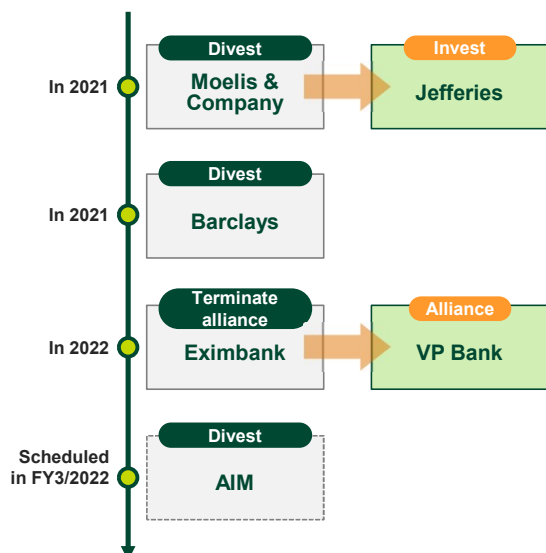 Divest
Invest
In 2021
Moelis &
Company
Jefferies
Divest
In 2021
Barclays
Terminate
alliance
Alliance
In 2022
Eximbank
VP Bank
Divest
Scheduled
in FY3/2022
AIM